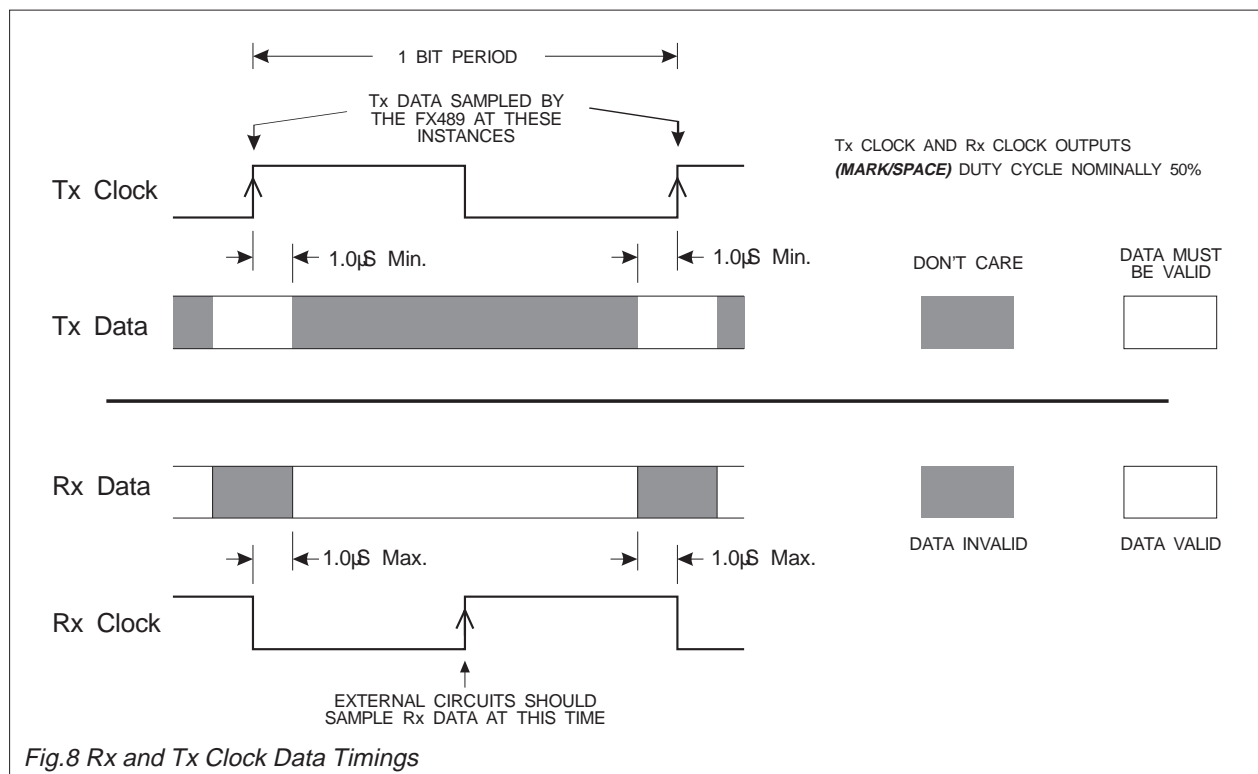 1 BIT PERIOD
Tx DATA SAMPLED BY
THE FX489 AT THESE
INSTANCES
Tx CLOCK AND Rx CLOCK OUTPUTS
(MARK/SPACE) DUTY CYCLE NOMINALLY 50%
Tx Clock
1.0µS Min.
1.0µS Min.
DON'T CARE
DATA MUST
BE VALID
Tx Data
Rx Data
1.0µS Max.
1.0µS Max.
DATA INVALID
DATA VALID
Rx Clock
EXTERNAL CIRCUITS SHOULD
SAMPLE Rx DATA AT THIS TIME
Fig.8 Rx and Tx Clock Data Timings